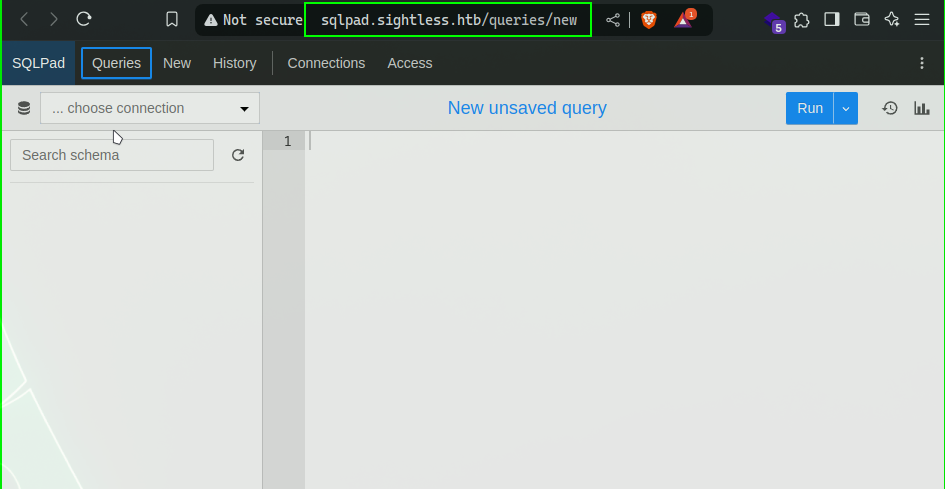 Not secure sqlpad.sightless.htb/queries/new 1 5
SQLPad Queries New History Connections Access
... choose connection New unsaved query Run
Search schema 1